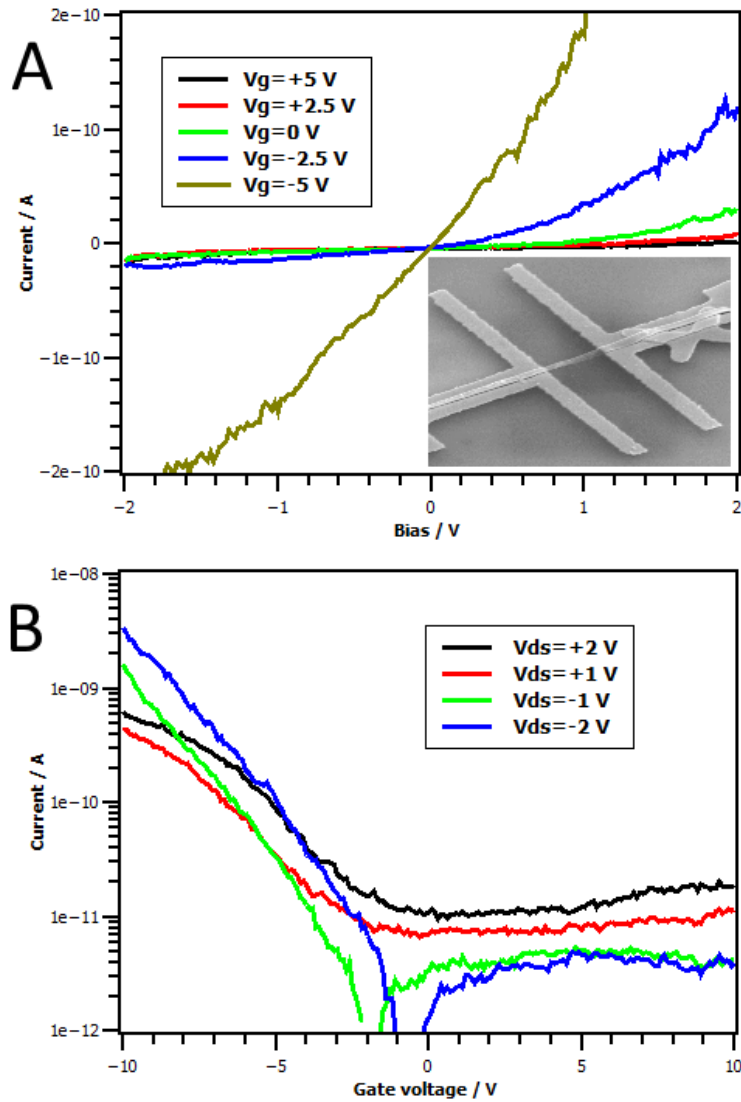 A
2e-10
1e-10
0
−1e-10
−2e-10
Current / A
Vg=+5 V
Vg=+2.5 V
Vg=0 V
Vg=-2.5 V
Vg=-5 V
−2
−1
0
1
2
Bias / V
B
1e-08
1e-09
1e-10
1e-11
1e-12
Current / A
Vds=+2 V
Vds=+1 V
Vds=-1 V
Vds=-2 V
−10
−5
0
5
10
Gate voltage / V